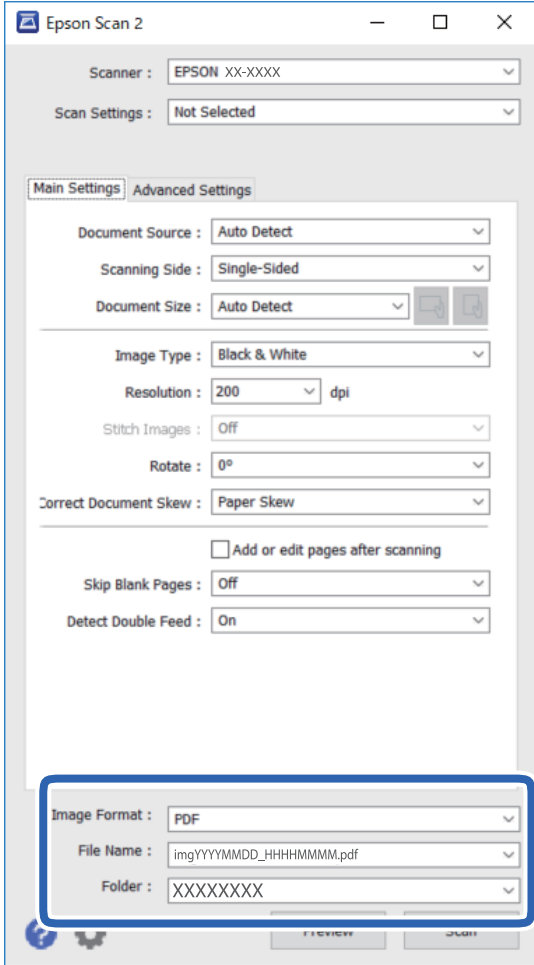 Epson Scan 2
Scanner : EPSON XX-XXXX
Scan Settings : Not Selected
Main Settings Advanced Settings
Document Source : Auto Detect
Scanning Side : Single-Sided
Document Size : Auto Detect
Image Type : Black & White
Resolution : 200 dpi
Stitch Images : Off
Rotate : 0°
Correct Document Skew : Paper Skew
Add or edit pages after scanning
Skip Blank Pages : Off
Detect Double Feed : On
Image Format : PDF
File Name : imgYYYYMMDD_HHHHMMMM.pdf
Folder : XXXXXXXX
? Preview Scan